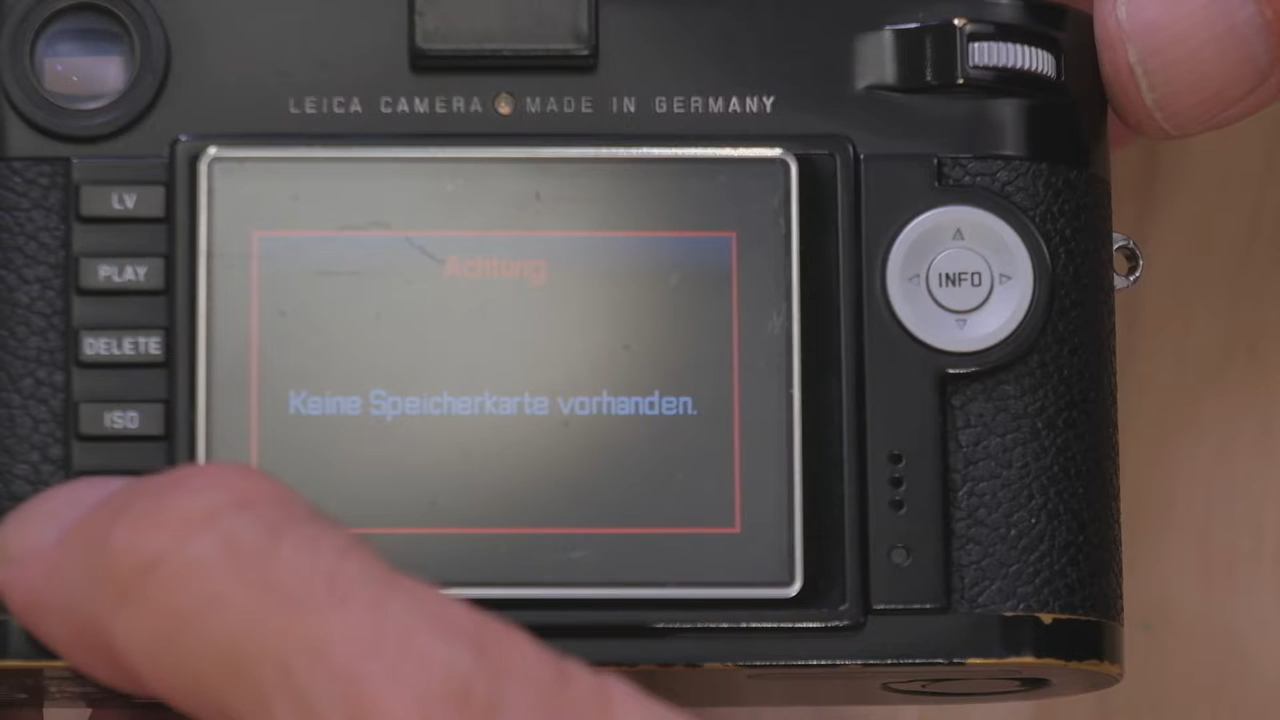 LEICA CAMERA MADE IN GERMANY
LV
PLAY
DELETE
ISO
Achtung
Keine Speicherkarte vorhanden.
INFO